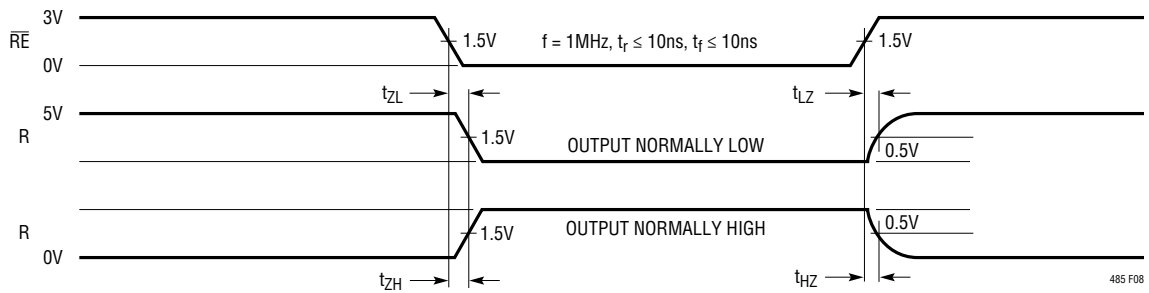 3V
R̅E̅
1.5V
f = 1MHz, tr ≤ 10ns, tf ≤ 10ns
1.5V
0V
tZL
tLZ
5V
R
1.5V
OUTPUT NORMALLY LOW
0.5V
R
1.5V
OUTPUT NORMALLY HIGH
0.5V
0V
tZH
tHZ
485 F08